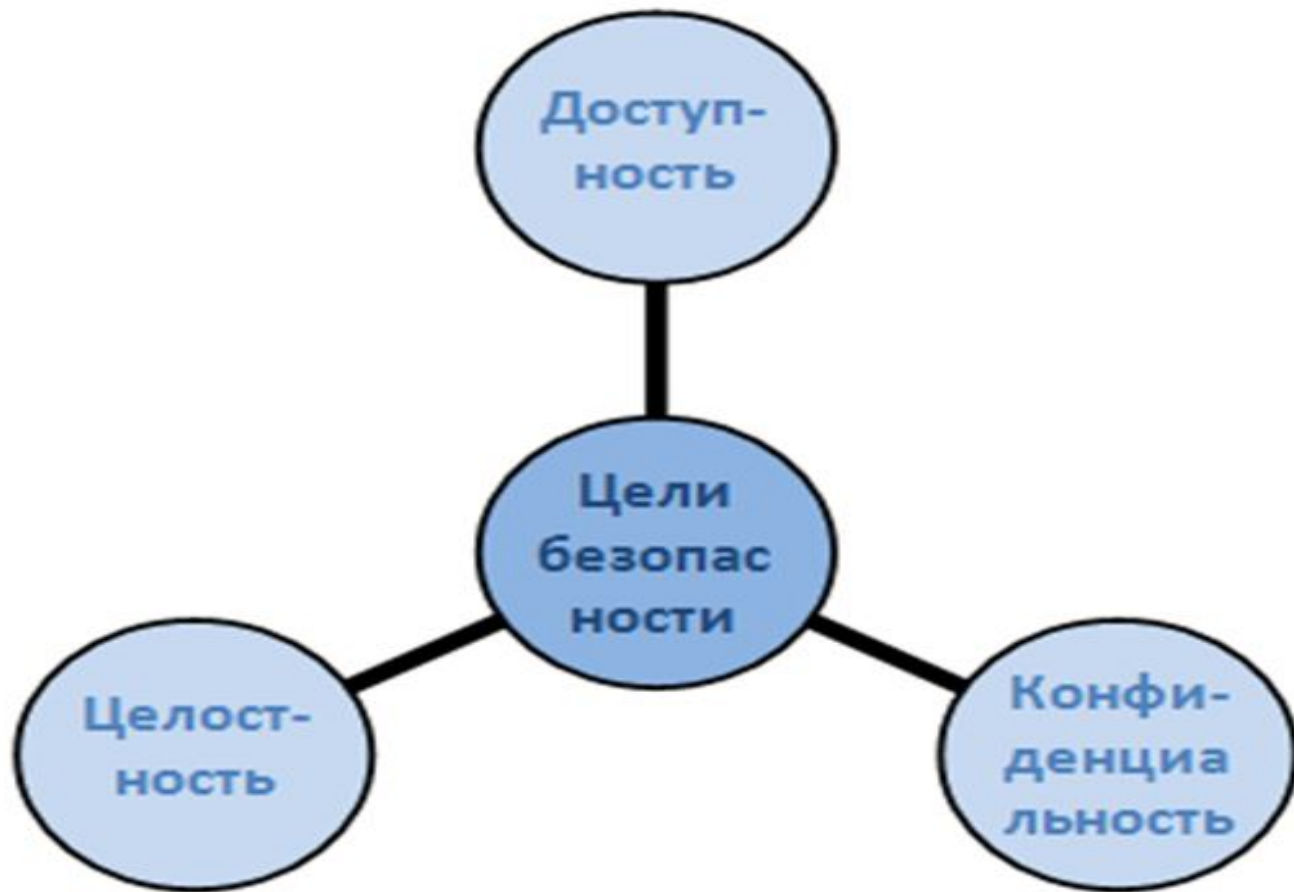 Доступ-
ность
Цели
безопас
ности
Целост-
ность
Конфи-
денциа
льность